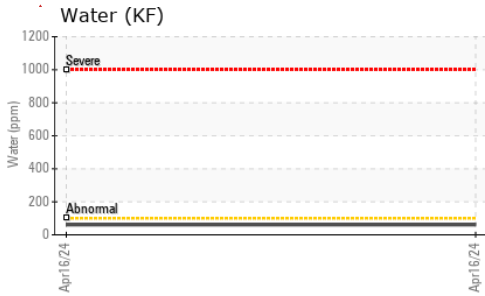 Water (KF)
1200
Severe
1000
800
Water (ppm)
600
400
200
Abnormal
0
Apr16/24
Apr16/24